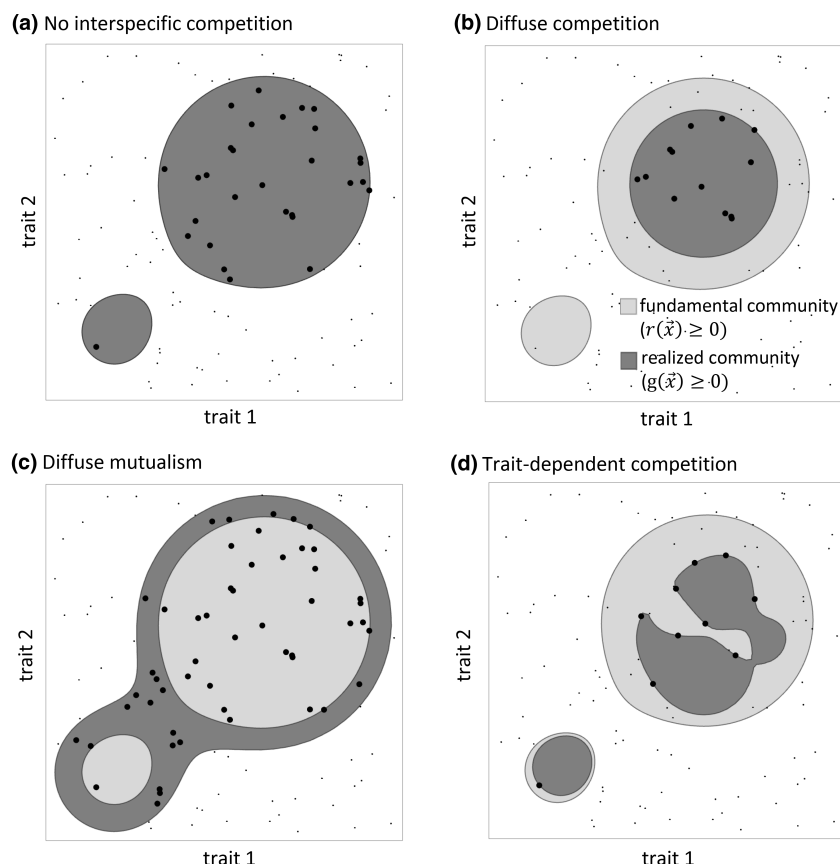 (a) No interspecific competition
trait 2
trait 1
(b) Diffuse competition
trait 2
fundamental community
(r(x⃗) ≥ 0)
realized community
(g(x⃗) ≥ 0)
trait 1
(c) Diffuse mutualism
trait 2
trait 1
(d) Trait-dependent competition
trait 2
trait 1